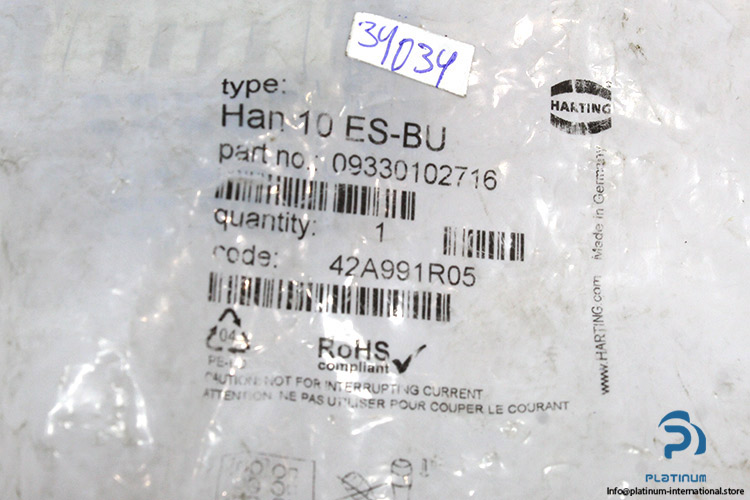 34034
type:
Han 10 ES-BU
HARTING
part no.: 09330102716
quantity: 1
code: 42A991R05
04
RoHS
compliant
CAUTION: NOT FOR INTERRUPTING CURRENT
ATTENTION: NE PAS UTILISER POUR COUPER LE COURANT
www.HARTING.com Made in Germany
PLATINUM
Info@platinum-international.store